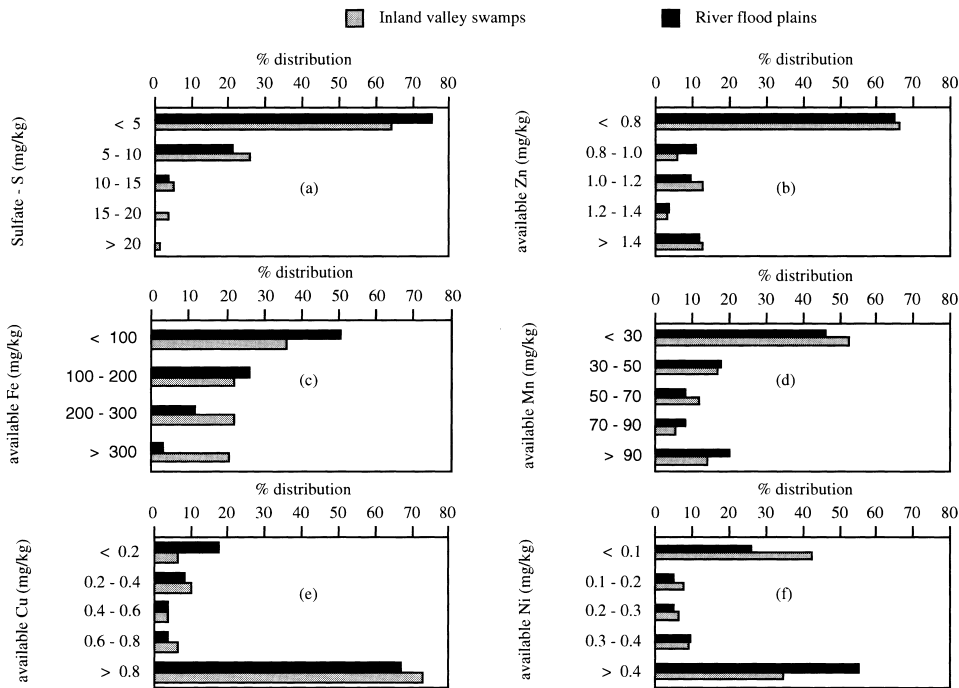 Inland valley swamps
River flood plains
% distribution
0 10 20 30 40 50 60 70 80
Sulfate - S (mg/kg)
< 5
5 - 10
10 - 15
15 - 20
> 20
(a)
% distribution
0 10 20 30 40 50 60 70 80
available Zn (mg/kg)
< 0.8
0.8 - 1.0
1.0 - 1.2
1.2 - 1.4
> 1.4
(b)
% distribution
0 10 20 30 40 50 60 70 80
available Fe (mg/kg)
< 100
100 - 200
200 - 300
> 300
(c)
% distribution
0 10 20 30 40 50 60 70 80
available Mn (mg/kg)
< 30
30 - 50
50 - 70
70 - 90
> 90
(d)
% distribution
0 10 20 30 40 50 60 70 80
available Cu (mg/kg)
< 0.2
0.2 - 0.4
0.4 - 0.6
0.6 - 0.8
> 0.8
(e)
% distribution
0 10 20 30 40 50 60 70 80
available Ni (mg/kg)
< 0.1
0.1 - 0.2
0.2 - 0.3
0.3 - 0.4
> 0.4
(f)